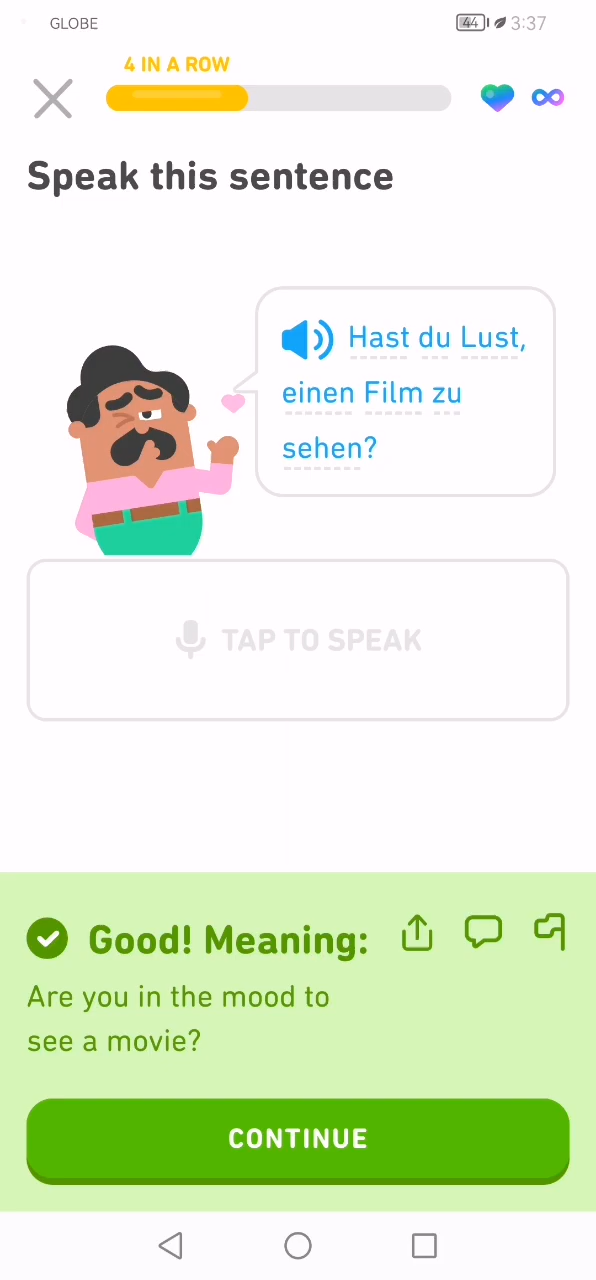 GLOBE
44 3:37
4 IN A ROW
Speak this sentence
Hast du Lust,
einen Film zu
sehen?
TAP TO SPEAK
Good! Meaning:
Are you in the mood to
see a movie?
CONTINUE